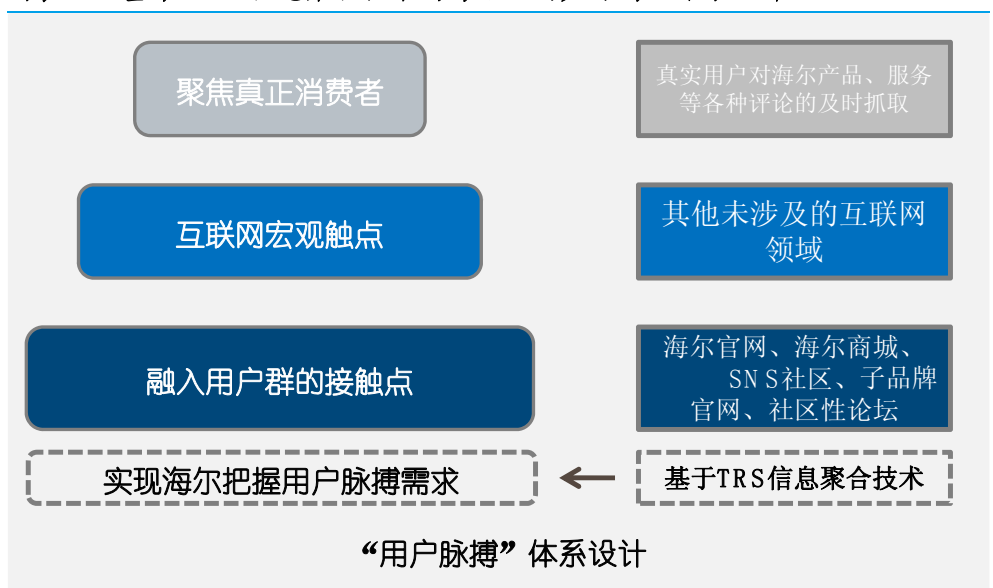 聚焦真正消费者
真实用户对海尔产品、服务
等各种评论的及时抓取
互联网宏观触点
其他未涉及的互联网
领域
融入用户群的接触点
海尔官网、海尔商城、
SNS社区、子品牌
官网、社区性论坛
实现海尔把握用户脉搏需求
基于TRS信息聚合技术
“用户脉搏”体系设计